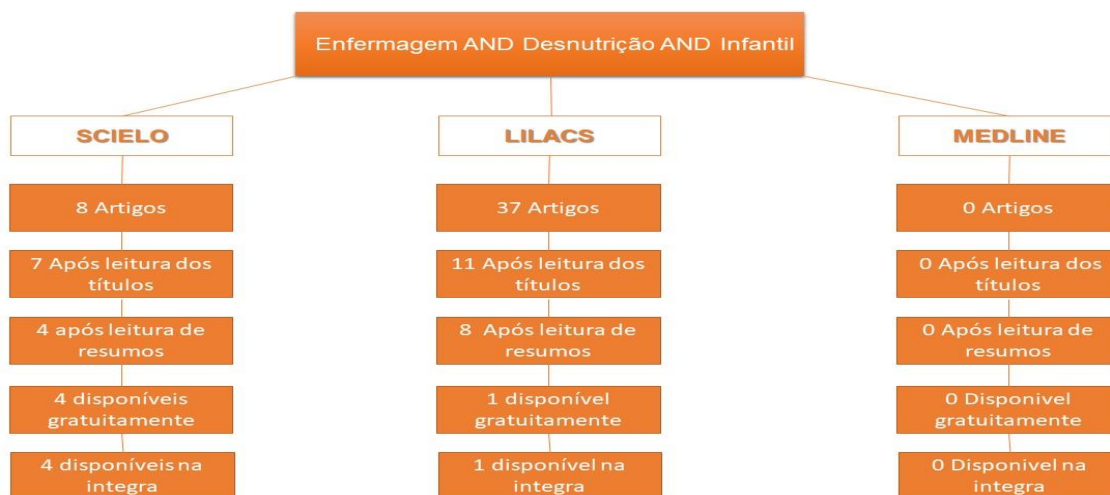 Enfermagem AND Desnutrição AND Infantil
SCIELO
8 Artigos
7 Após leitura dos
títulos
4 após leitura de
resumos
4 disponíveis
gratuitamente
4 disponíveis na
integra
LILACS
37 Artigos
11 Após leitura dos
títulos
8 Após leitura de
resumos
1 disponível
gratuitamente
1 disponível na
integra
MEDLINE
0 Artigos
0 Após leitura dos
títulos
0 Após leitura de
resumos
0 Disponivel
gratuitamente
0 Disponivel na
integra